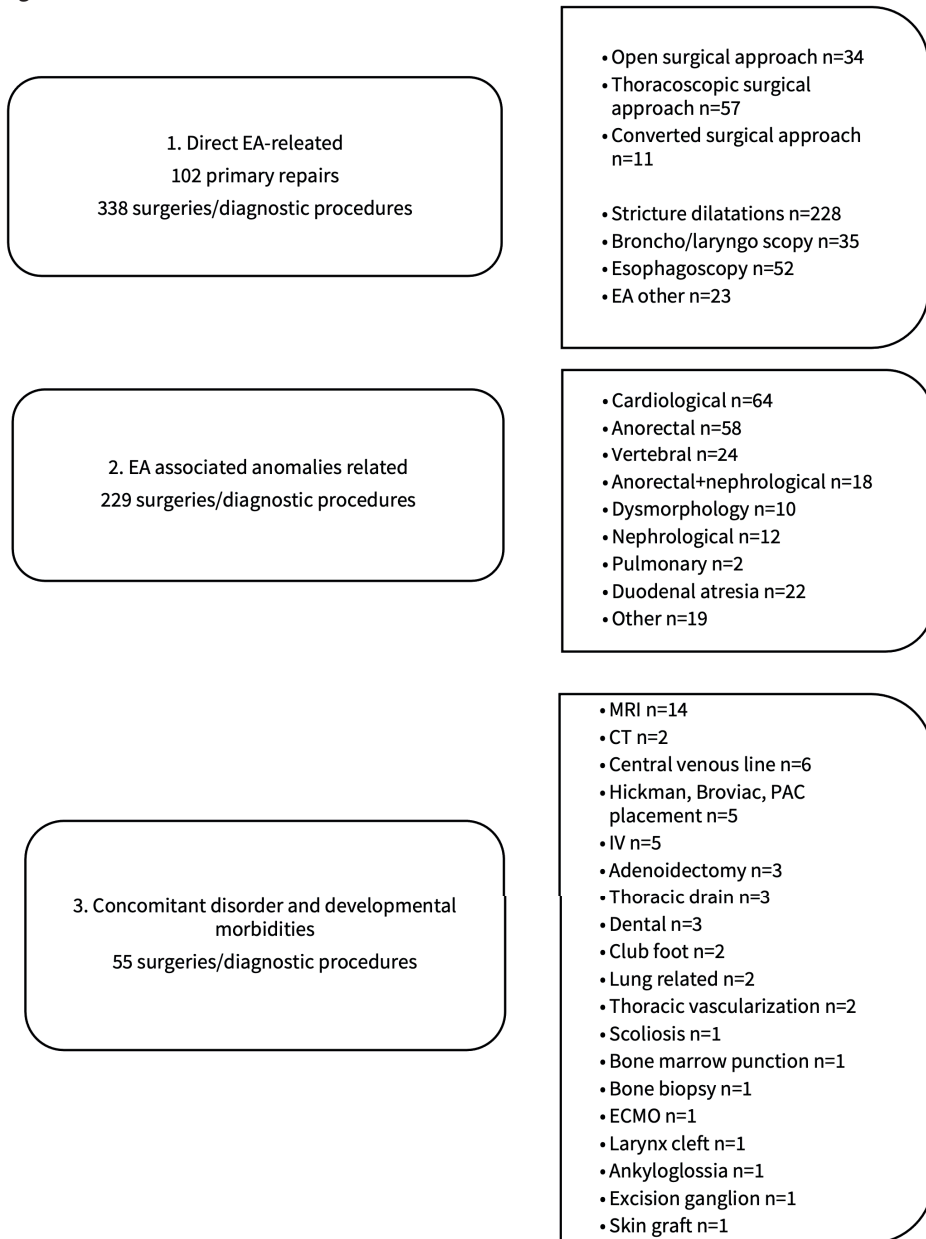 1. Direct EA-releated
102 primary repairs
338 surgeries/diagnostic procedures
• Open surgical approach n=34
• Thoracoscopic surgical
approach n=57
• Converted surgical approach
n=11
• Stricture dilatations n=228
• Broncho/laryngo scopy n=35
• Esophagoscopy n=52
• EA other n=23
2. EA associated anomalies related
229 surgeries/diagnostic procedures
• Cardiological n=64
• Anorectal n=58
• Vertebral n=24
• Anorectal+nephrological n=18
• Dysmorphology n=10
• Nephrological n=12
• Pulmonary n=2
• Duodenal atresia n=22
• Other n=19
3. Concomitant disorder and developmental
morbidities
55 surgeries/diagnostic procedures
• MRI n=14
• CT n=2
• Central venous line n=6
• Hickman, Broviac, PAC
placement n=5
• IV n=5
• Adenoidectomy n=3
• Thoracic drain n=3
• Dental n=3
• Club foot n=2
• Lung related n=2
• Thoracic vascularization n=2
• Scoliosis n=1
• Bone marrow punction n=1
• Bone biopsy n=1
• ECMO n=1
• Larynx cleft n=1
• Ankyloglossia n=1
• Excision ganglion n=1
• Skin graft n=1